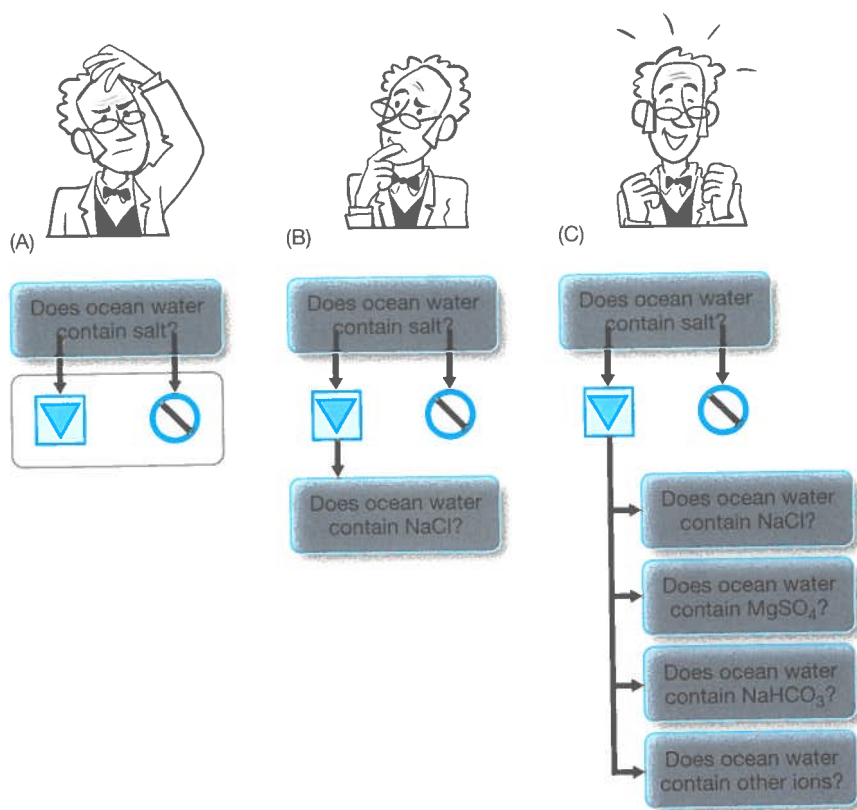 (A)
Does ocean water
contain salt?
(B)
Does ocean water
contain salt?
Does ocean water
contain NaCl?
(C)
Does ocean water
contain salt?
Does ocean water
contain NaCl?
Does ocean water
contain MgSO₄?
Does ocean water
contain NaHCO₃?
Does ocean water
contain other ions?